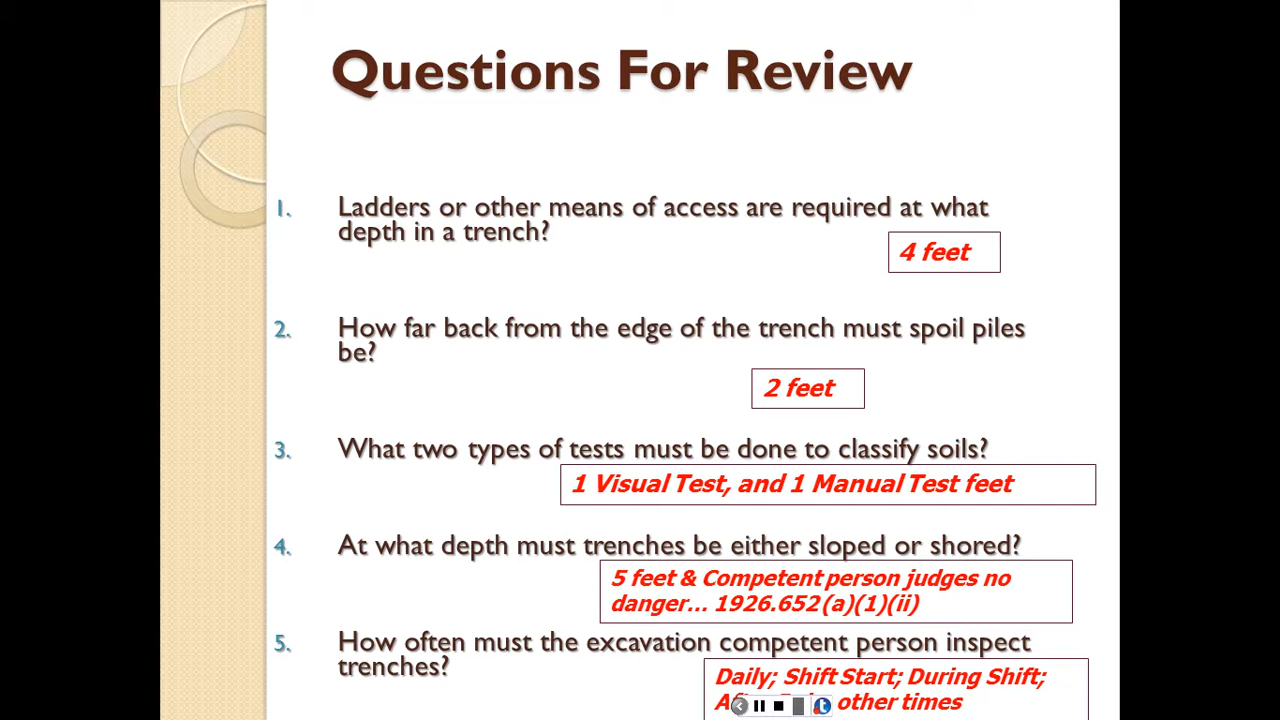 Questions For Review
1. Ladders or other means of access are required at what
depth in a trench?
4 feet
2. How far back from the edge of the trench must spoil piles
be?
2 feet
3. What two types of tests must be done to classify soils?
1 Visual Test, and 1 Manual Test feet
4. At what depth must trenches be either sloped or shored?
5 feet & Competent person judges no
danger... 1926.652(a)(1)(ii)
5. How often must the excavation competent person inspect
trenches?
Daily; Shift Start; During Shift;
other times